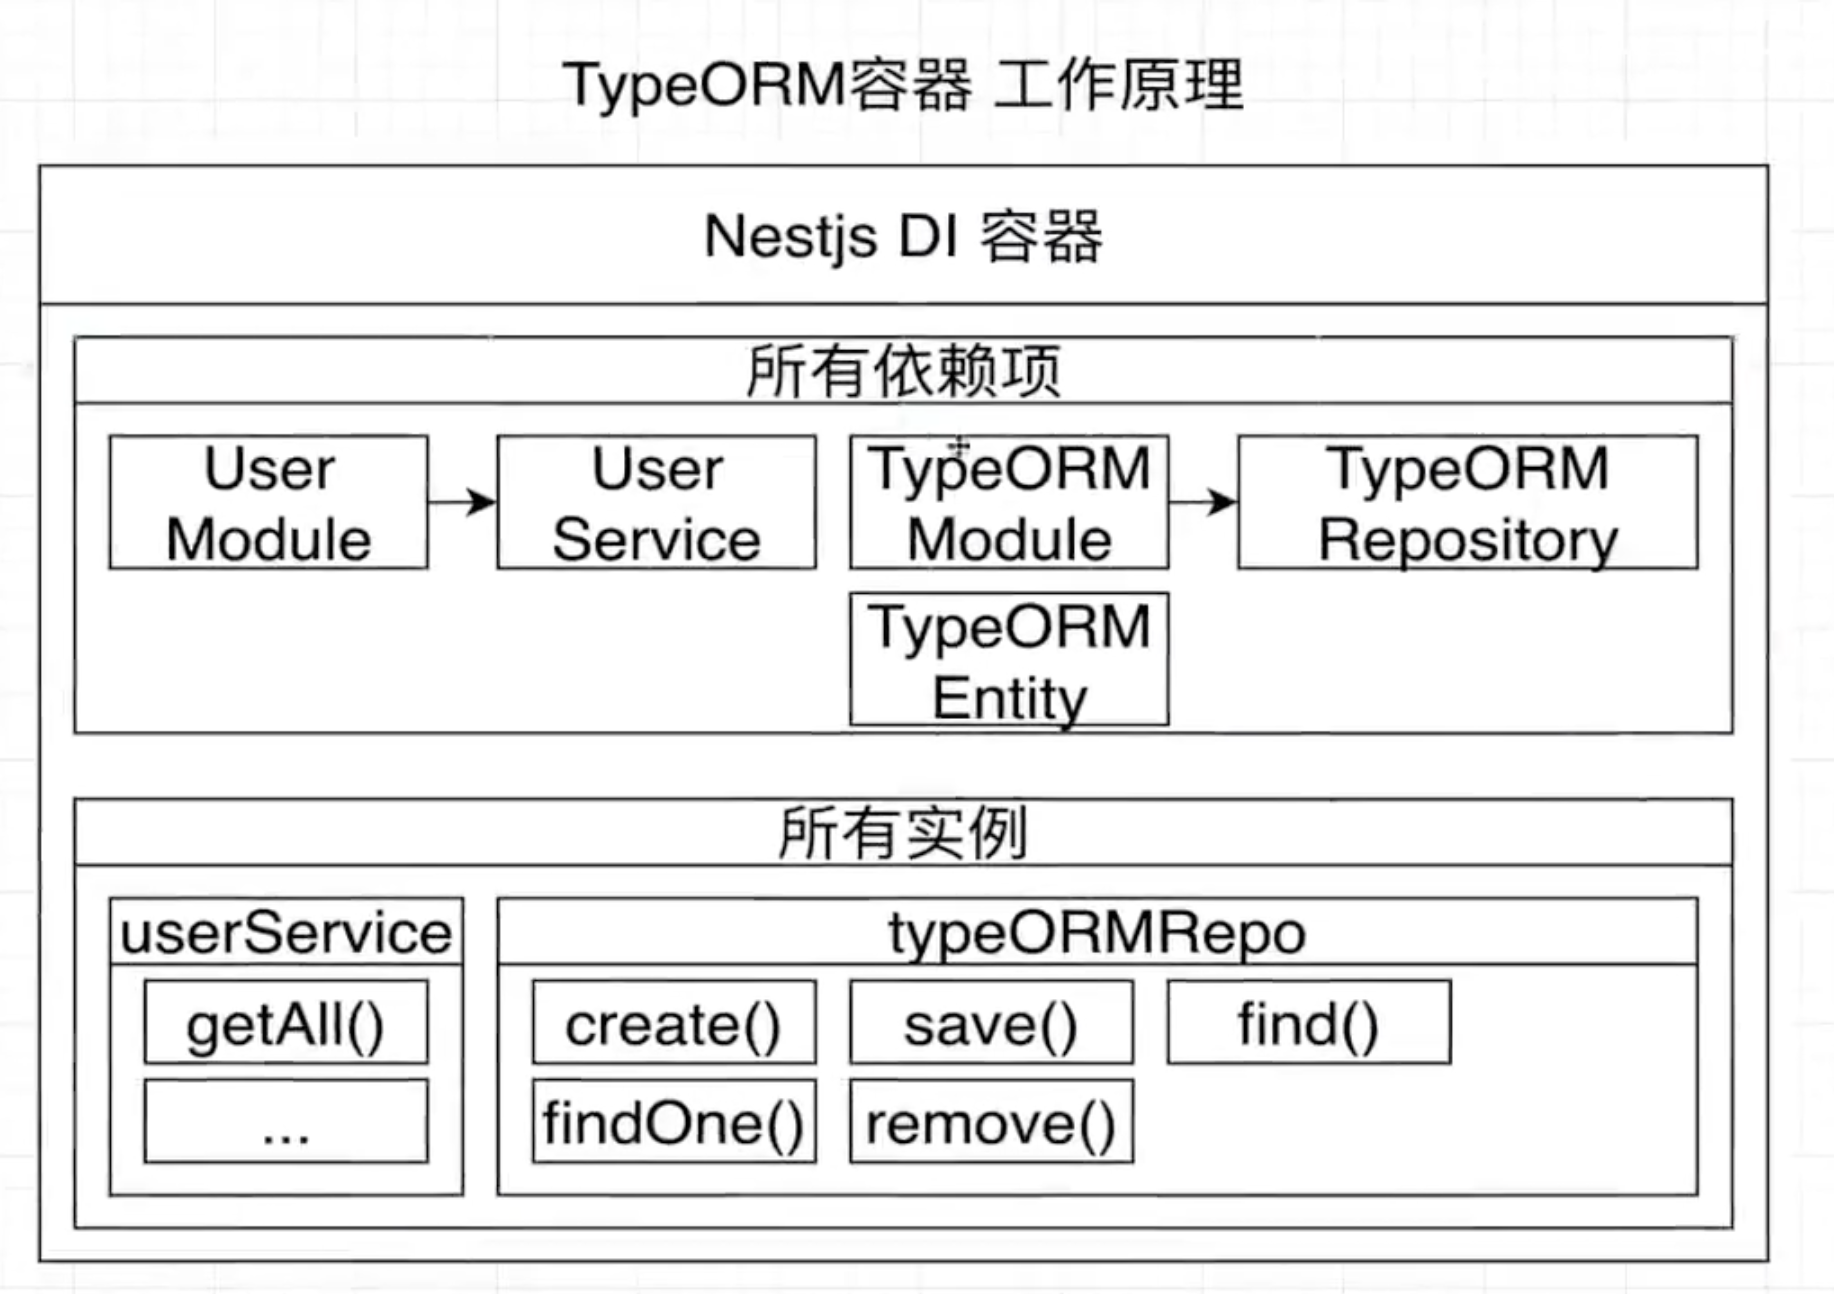 TypeORM容器 工作原理
Nestjs DI 容器
所有依赖项
User
Module
User
Service
TypeORM
Module
TypeORM
Repository
TypeORM
Entity
所有实例
userService
getAll()
...
typeORMRepo
create()
save()
find()
findOne()
remove()